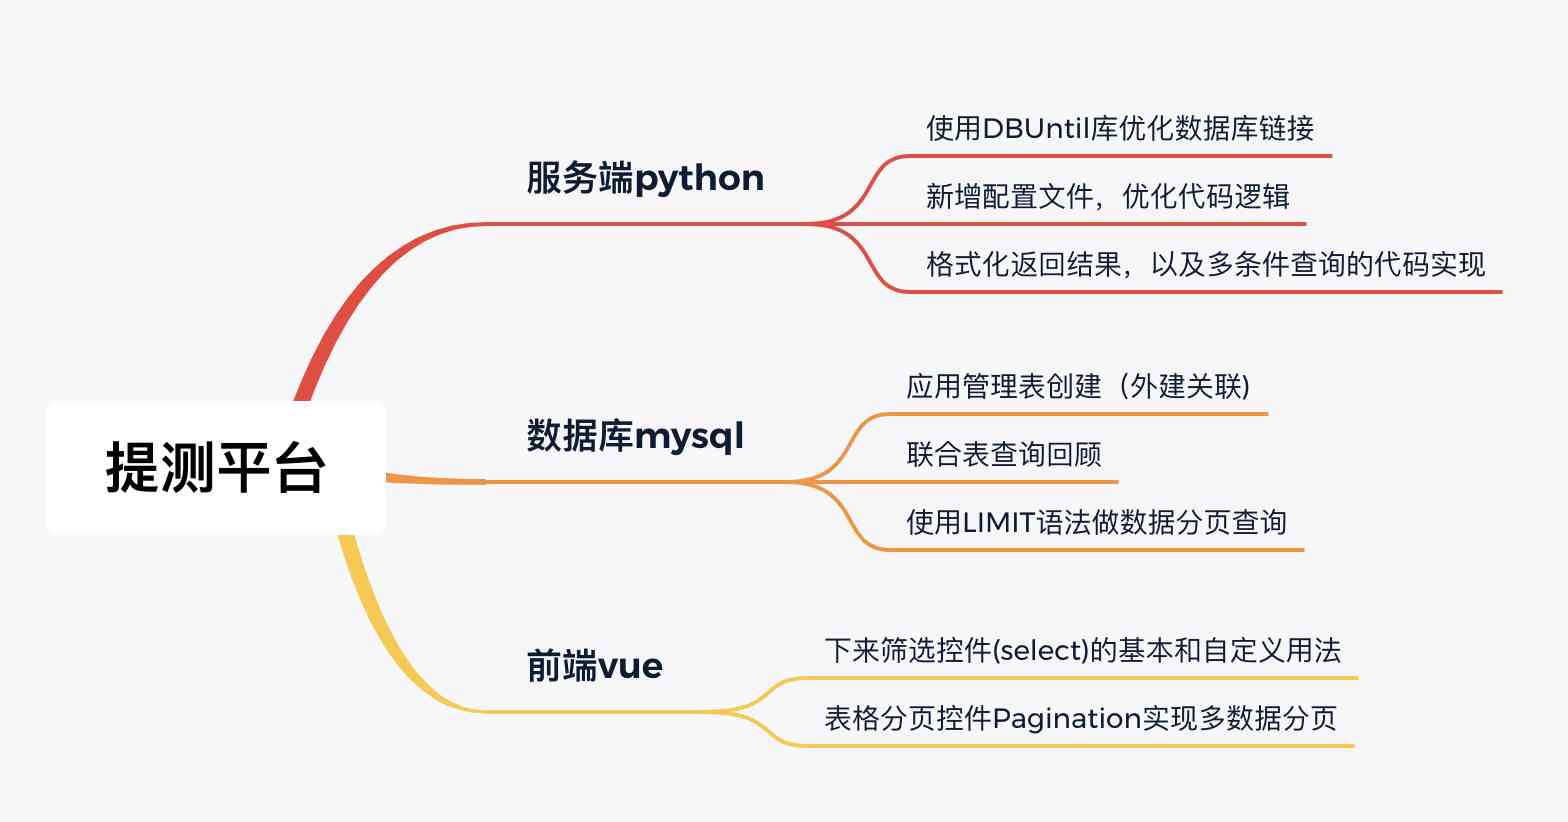 提测平台
服务端python
使用DBUntil库优化数据库链接
新增配置文件，优化代码逻辑
格式化返回结果，以及多条件查询的代码实现
数据库mysql
应用管理表创建（外建关联)
联合表查询回顾
使用LIMIT语法做数据分页查询
前端vue
下来筛选控件(select)的基本和自定义用法
表格分页控件Pagination实现多数据分页